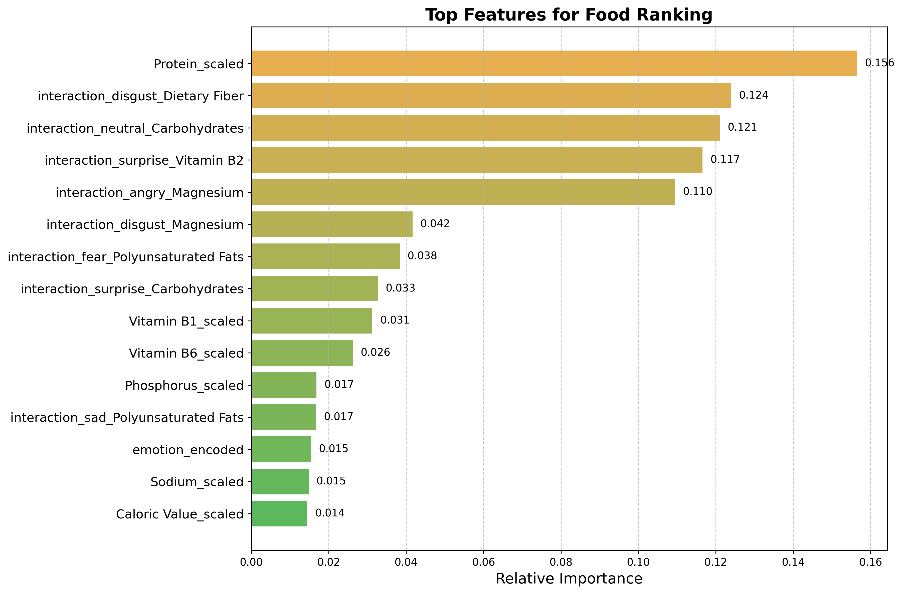 Top Features for Food Ranking
Protein_scaled 0.156
interaction_disgust_Dietary Fiber 0.124
interaction_neutral_Carbohydrates 0.121
interaction_surprise_Vitamin B2 0.117
interaction_angry_Magnesium 0.110
interaction_disgust_Magnesium 0.042
interaction_fear_Polyunsaturated Fats 0.038
interaction_surprise_Carbohydrates 0.033
Vitamin B1_scaled 0.031
Vitamin B6_scaled 0.026
Phosphorus_scaled 0.017
interaction_sad_Polyunsaturated Fats 0.017
emotion_encoded 0.015
Sodium_scaled 0.015
Caloric Value_scaled 0.014
0.00 0.02 0.04 0.06 0.08 0.10 0.12 0.14 0.16
Relative Importance